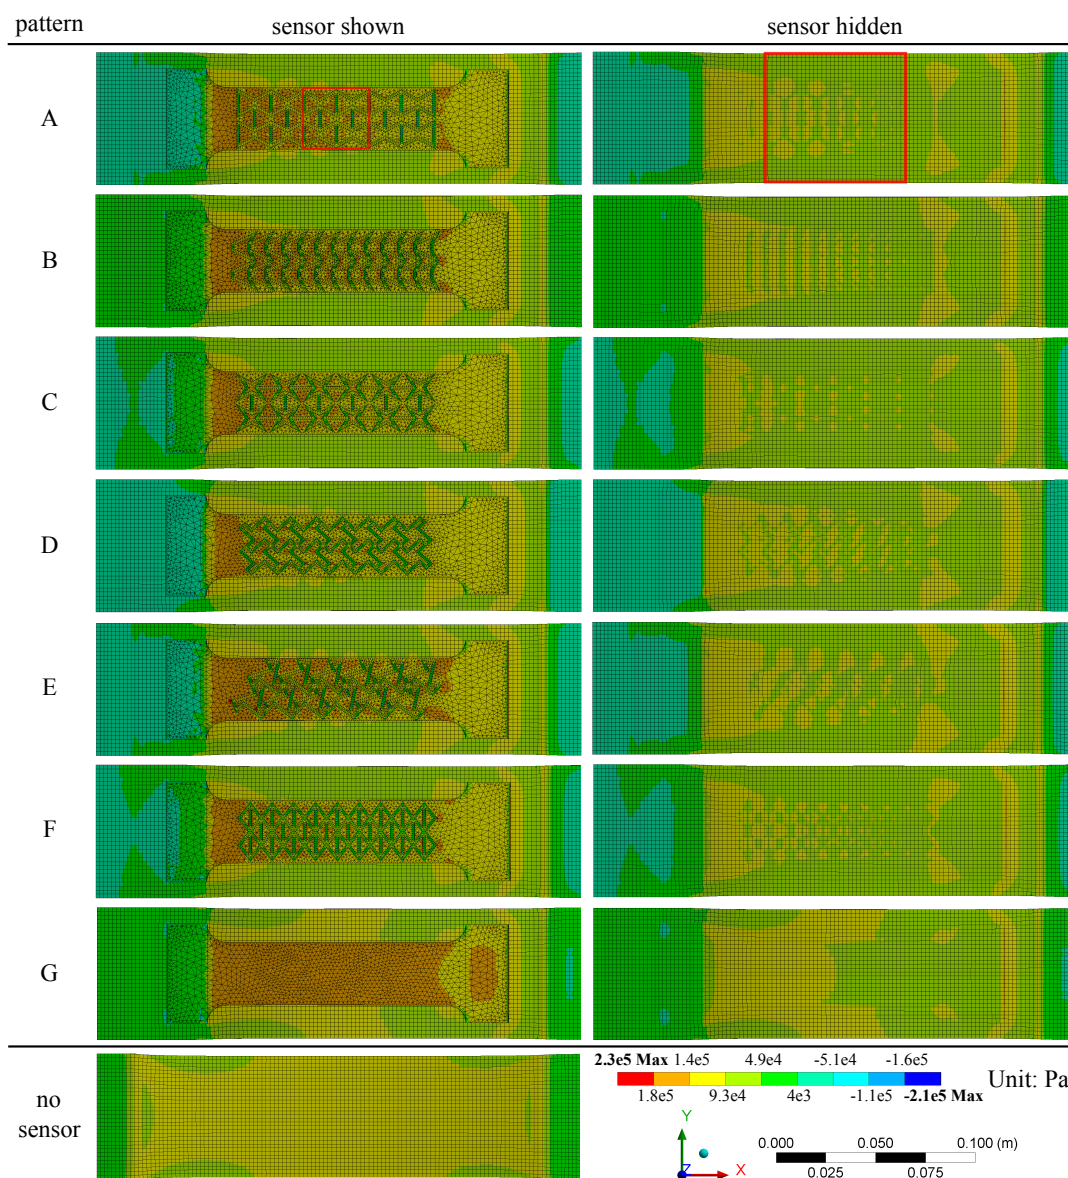 pattern sensor shown sensor hidden
A
B
C
D
E
F
G
no
sensor
2.3e5 Max 1.4e5 4.9e4 -5.1e4 -1.6e5
Unit: Pa
1.8e5 9.3e4 4e3 -1.1e5 -2.1e5 Max
Y
Z X
0.000 0.050 0.100 (m)
0.025 0.075